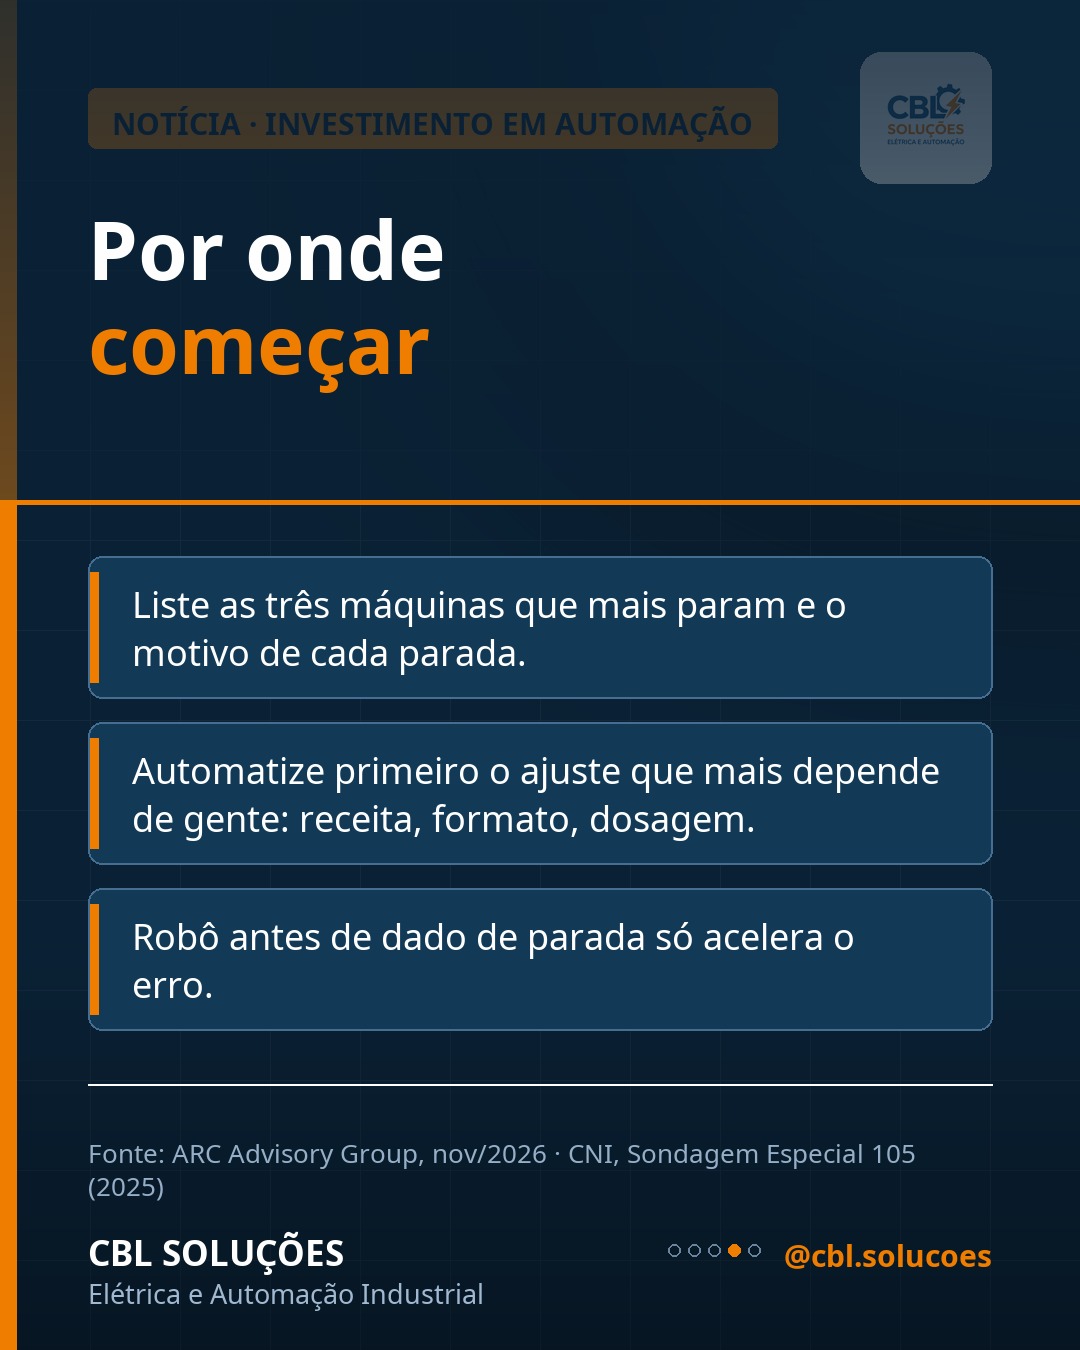 NOTÍCIA · INVESTIMENTO EM AUTOMAÇÃO
CBL
SOLUÇÕES
ELÉTRICA E AUTOMAÇÃO
Por onde
começar
Liste as três máquinas que mais param e o
motivo de cada parada.
Automatize primeiro o ajuste que mais depende
de gente: receita, formato, dosagem.
Robô antes de dado de parada só acelera o
erro.
Fonte: ARC Advisory Group, nov/2026 · CNI, Sondagem Especial 105
(2025)
CBL SOLUÇÕES
@cbl.solucoes
Elétrica e Automação Industrial